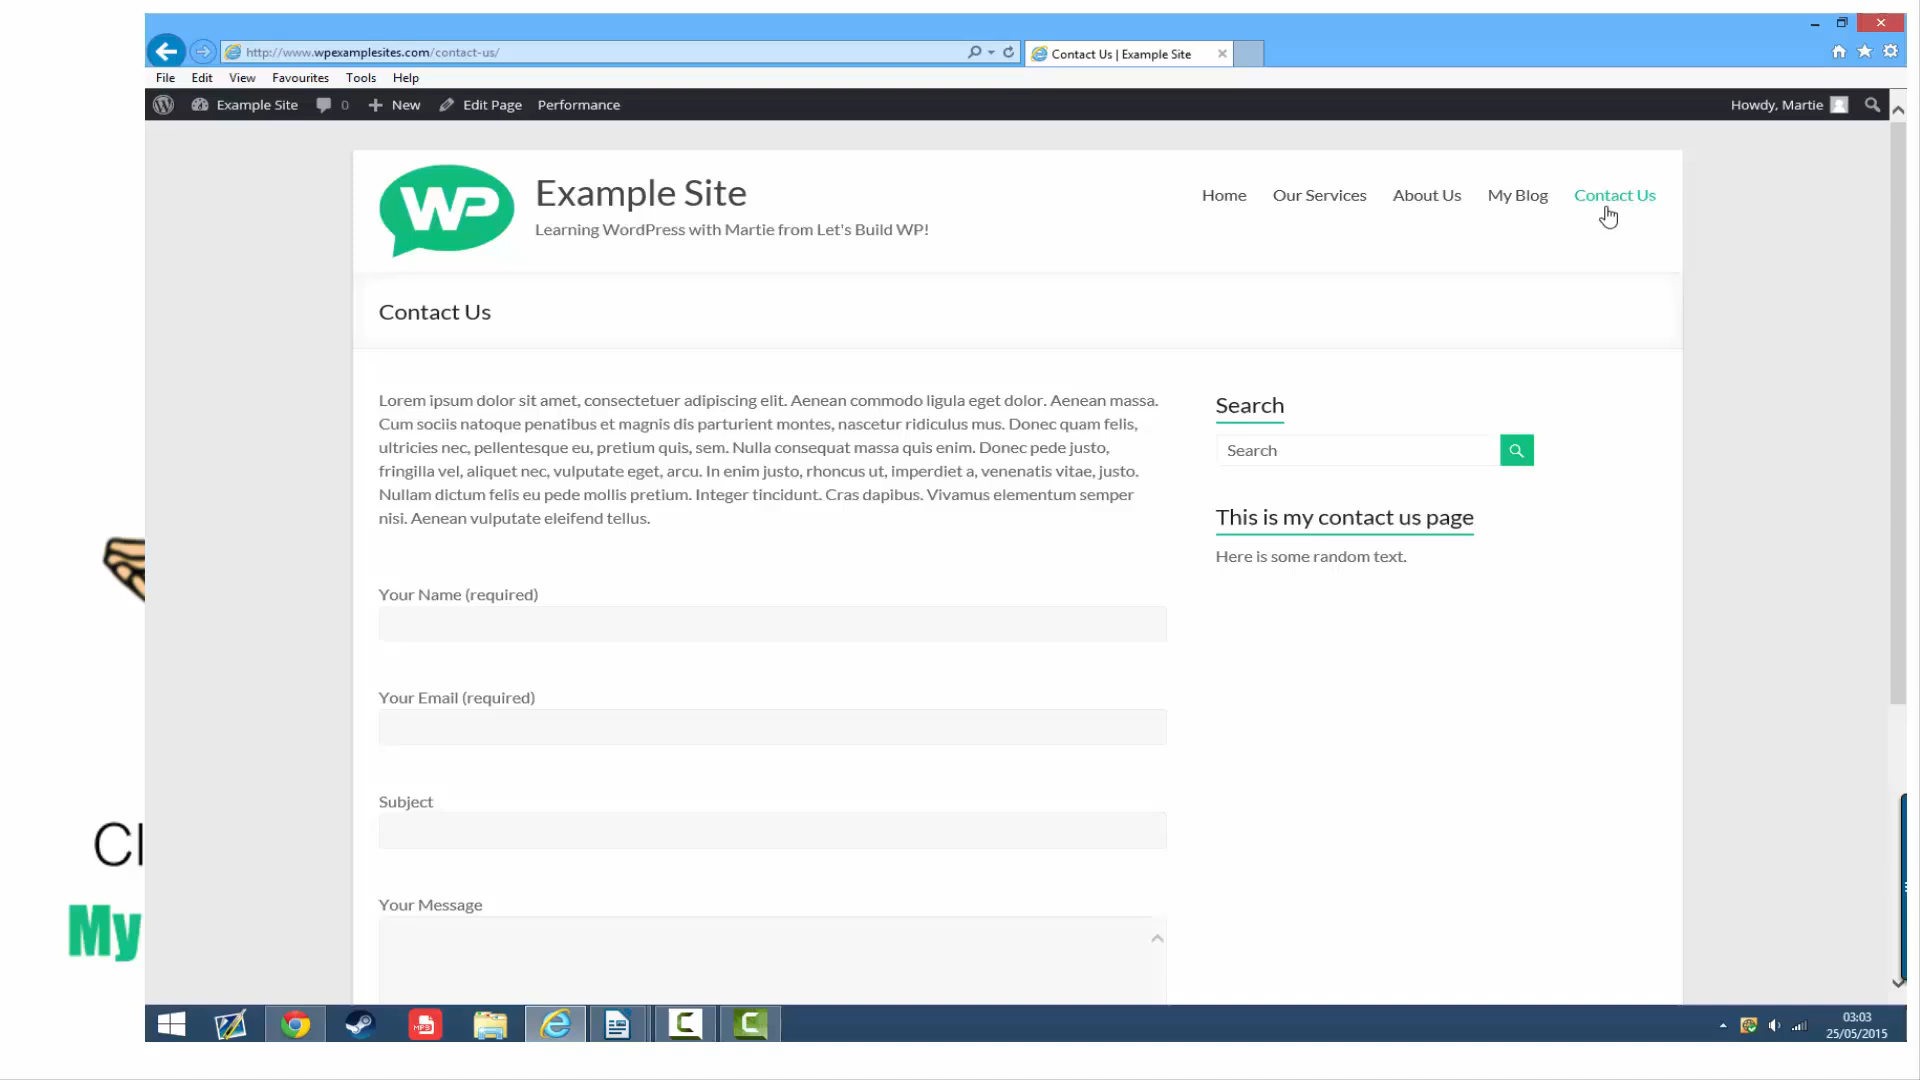 http://www.wpexamplesites.com/contact-us/
Contact Us | Example Site
File Edit View Favourites Tools Help
Example Site 0 New Edit Page Performance Howdy, Martie
WP
Example Site
Learning WordPress with Martie from Let's Build WP!
Home Our Services About Us My Blog Contact Us
Contact Us
Lorem ipsum dolor sit amet, consectetuer adipiscing elit. Aenean commodo ligula eget dolor. Aenean massa.
Cum sociis natoque penatibus et magnis dis parturient montes, nascetur ridiculus mus. Donec quam felis,
ultricies nec, pellentesque eu, pretium quis, sem. Nulla consequat massa quis enim. Donec pede justo,
fringilla vel, aliquet nec, vulputate eget, arcu. In enim justo, rhoncus ut, imperdiet a, venenatis vitae, justo.
Nullam dictum felis eu pede mollis pretium. Integer tincidunt. Cras dapibus. Vivamus elementum semper
nisi. Aenean vulputate eleifend tellus.
Search
Search
This is my contact us page
Here is some random text.
Your Name (required)
Your Email (required)
Subject
Your Message
My
MP3
03:03
25/05/2015